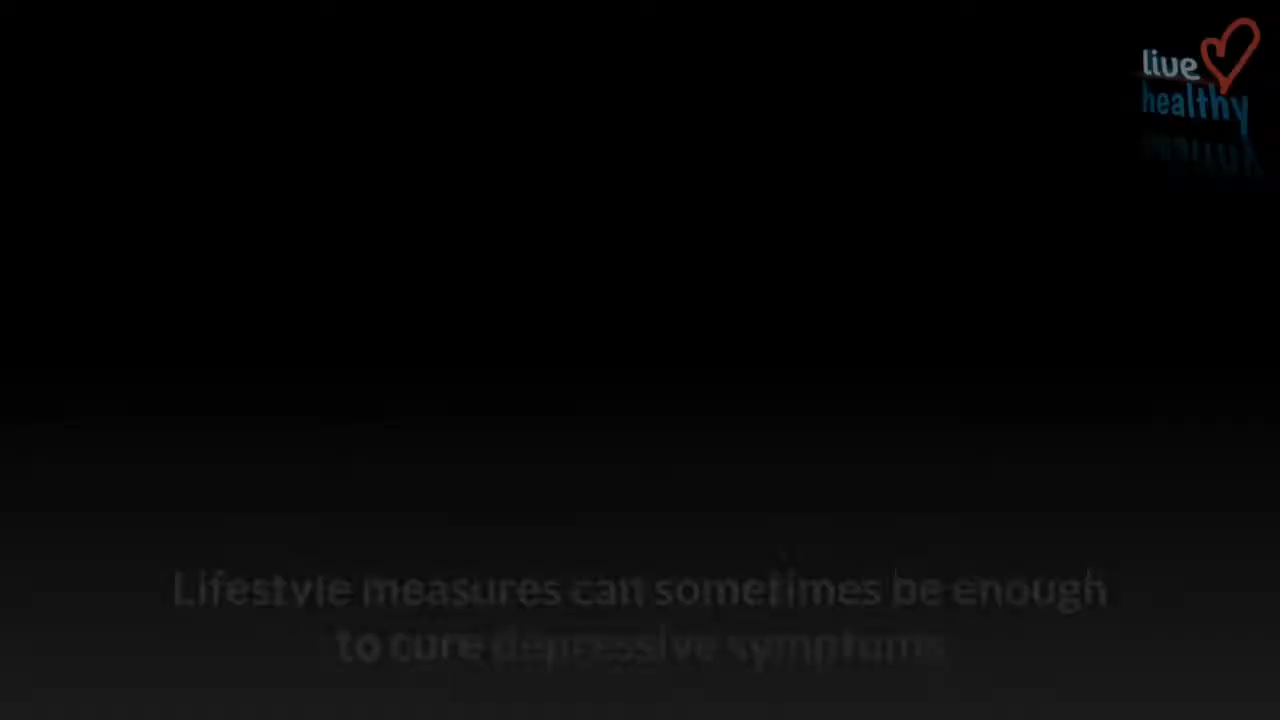 live
healthy
Lifestyle measures can sometimes be enough
to cure depressive symptoms